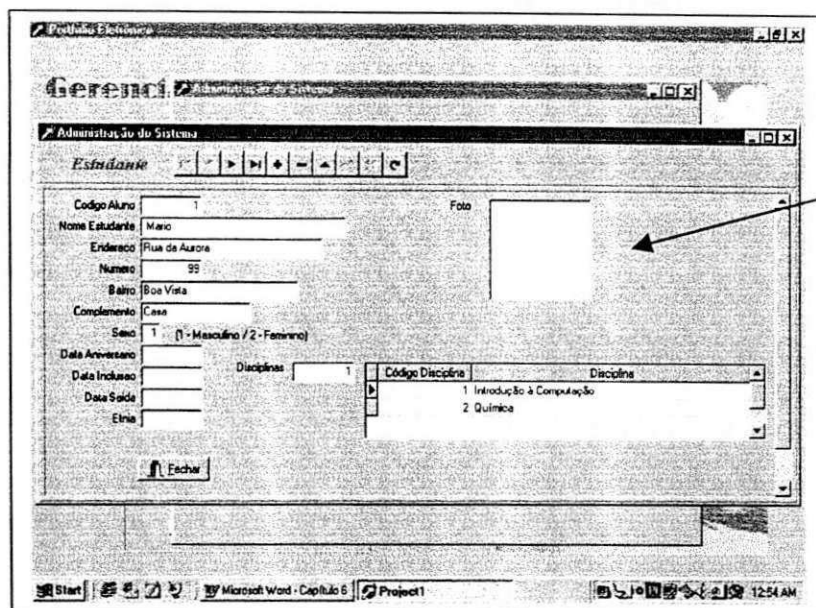 Portfolio Eletrônico
Gerenci
Administração do Sistema
Administração do Sistema
Estudante
Codigo Aluno 1
Foto
Nome Estudante Mario
Endereco Rua da Aurora
Numero 99
Bairro Boa Vista
Complemento Casa
Sexo 1 (1 - Masculino / 2 - Feminino)
Data Aniversario
Data Inclusao
Data Saida
Etnia
Disciplinas 1
Código Disciplina Disciplina
1 Introdução à Computação
2 Química
Fechar
Start Microsoft Word - Capítulo 6 Project1 12:54 AM